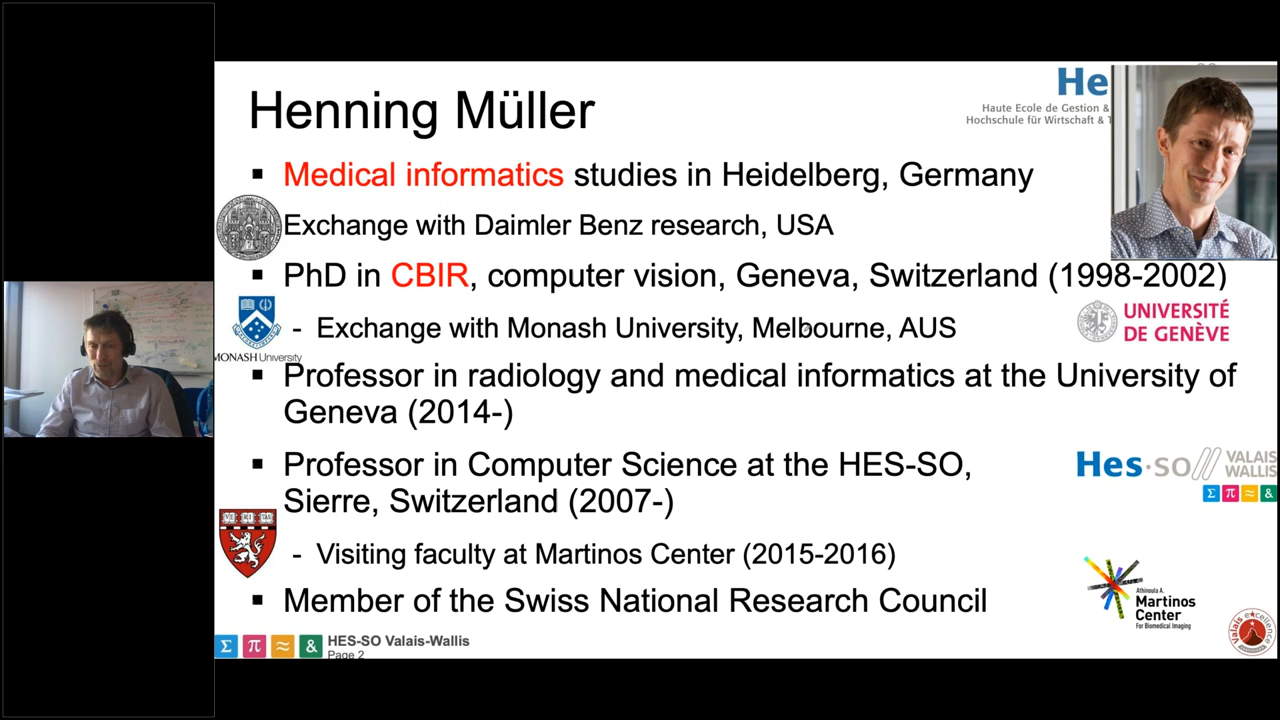 Henning Müller
He
Haute Ecole de Gestion &
Hochschule für Wirtschaft & T
Medical informatics studies in Heidelberg, Germany
Exchange with Daimler Benz research, USA
PhD in CBIR, computer vision, Geneva, Switzerland (1998-2002)
- Exchange with Monash University, Melbourne, AUS
MONASH University
UNIVERSITÉ
DE GENÈVE
Professor in radiology and medical informatics at the University of
Geneva (2014-)
Professor in Computer Science at the HES-SO,
Sierre, Switzerland (2007-)
Hes·so// VALAIS
WALLIS
Σ π ≈ &
VE RI TAS
- Visiting faculty at Martinos Center (2015-2016)
Member of the Swiss National Research Council
Athinoula A.
Martinos
Center
For Biomedical Imaging
Valais excellence
Σ π ≈ & HES-SO Valais-Wallis
Page 2